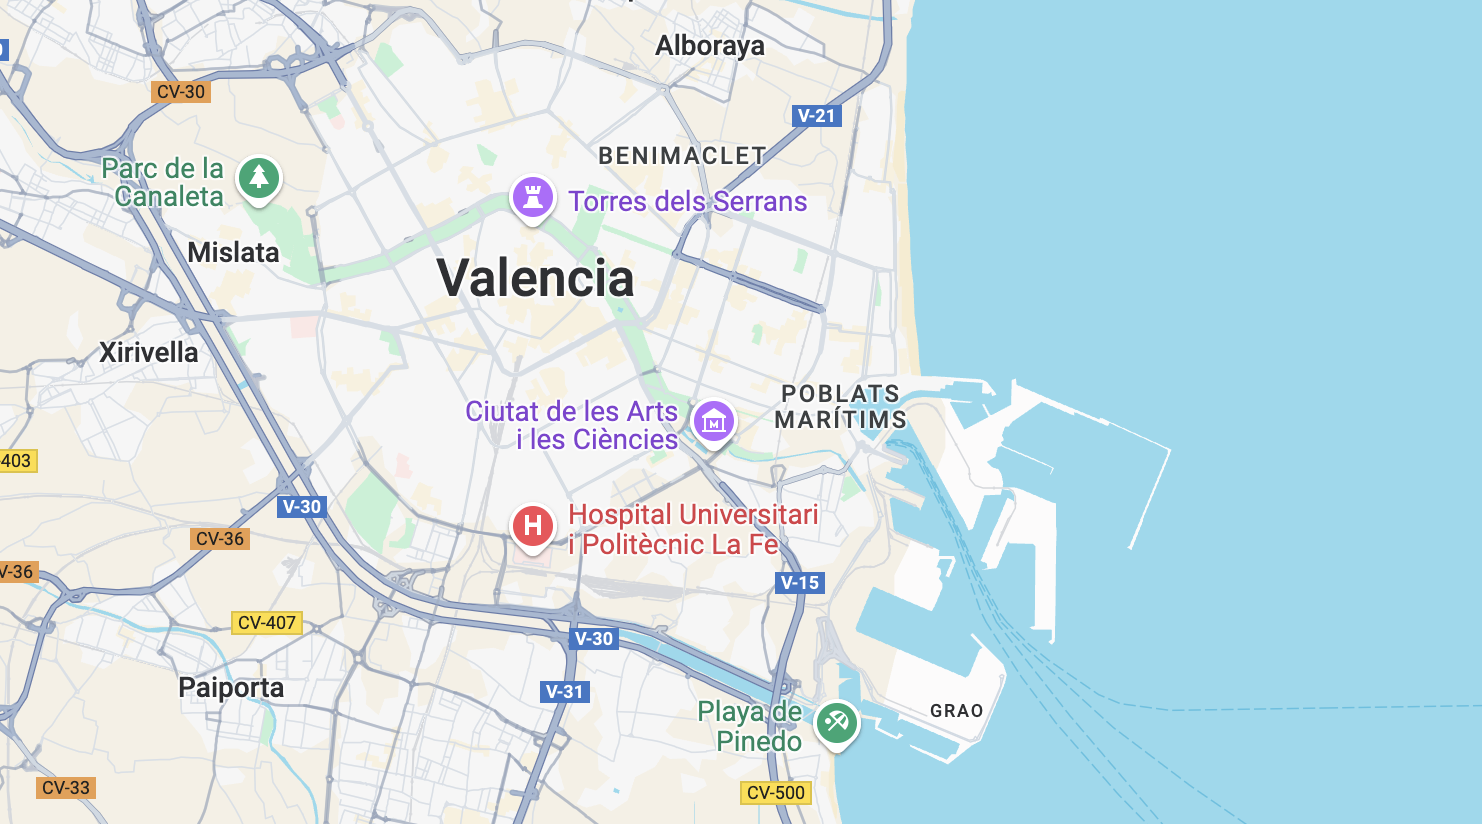 Alboraya
CV-30
V-21
BENIMACLET
Parc de la
Canaleta
Torres dels Serrans
Mislata
Valencia
Xirivella
POBLATS
MARÍTIMS
Ciutat de les Arts
i les Ciències
-403
V-30
Hospital Universitari
i Politècnic La Fe
CV-36
V-36
V-15
CV-407
V-30
Paiporta
V-31
Playa de
Pinedo
GRAO
CV-33
CV-500